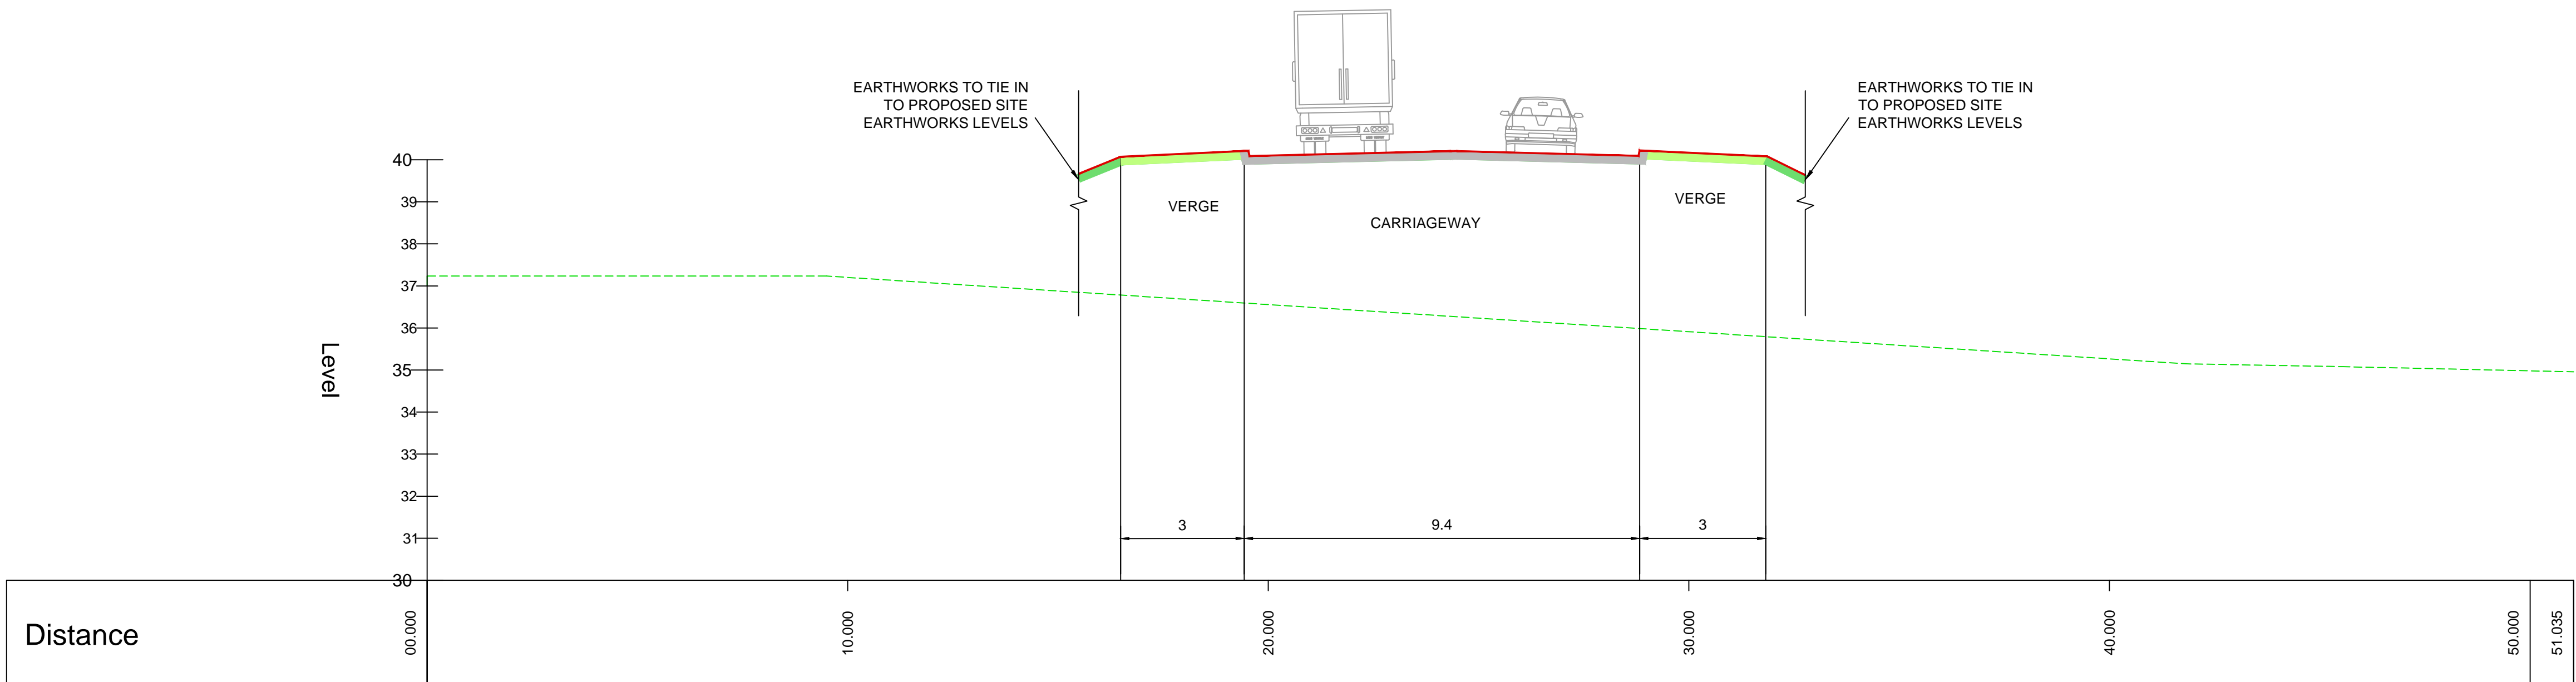 EARTHWORKS TO TIE IN
TO PROPOSED SITE
EARTHWORKS LEVELS
EARTHWORKS TO TIE IN
TO PROPOSED SITE
EARTHWORKS LEVELS
40
39
38
37
36
35
34
33
32
31
30
Level
VERGE
CARRIAGEWAY
VERGE
3
9.4
3
Distance
00.000
10.000
20.000
30.000
40.000
50.000
51.035